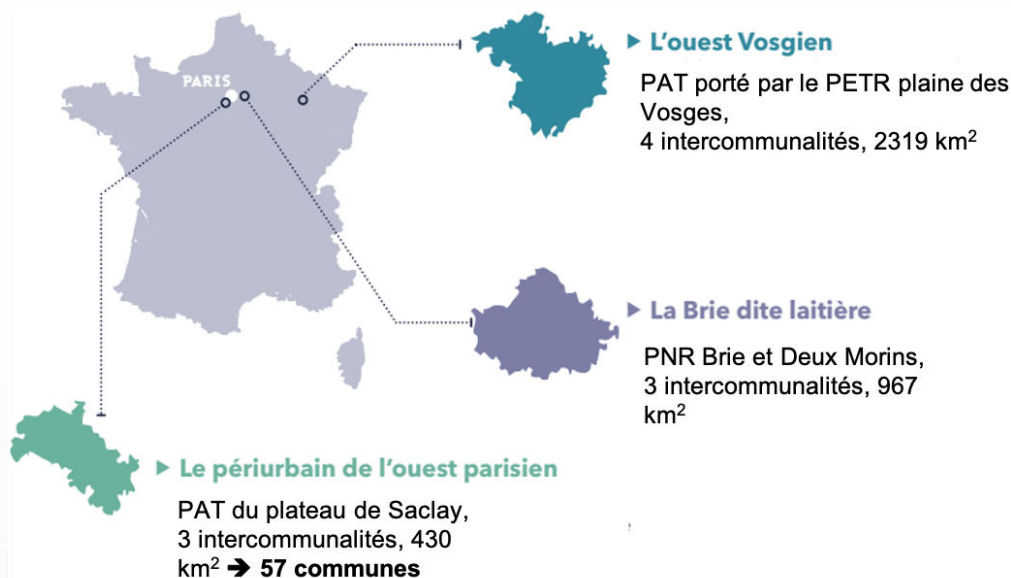 PARIS
▶ L'ouest Vosgien
PAT porté par le PETR plaine des
Vosges,
4 intercommunalités, 2319 km²
▶ La Brie dite laitière
PNR Brie et Deux Morins,
3 intercommunalités, 967
km²
▶ Le périurbain de l'ouest parisien
PAT du plateau de Saclay,
3 intercommunalités, 430
km² ➔ 57 communes